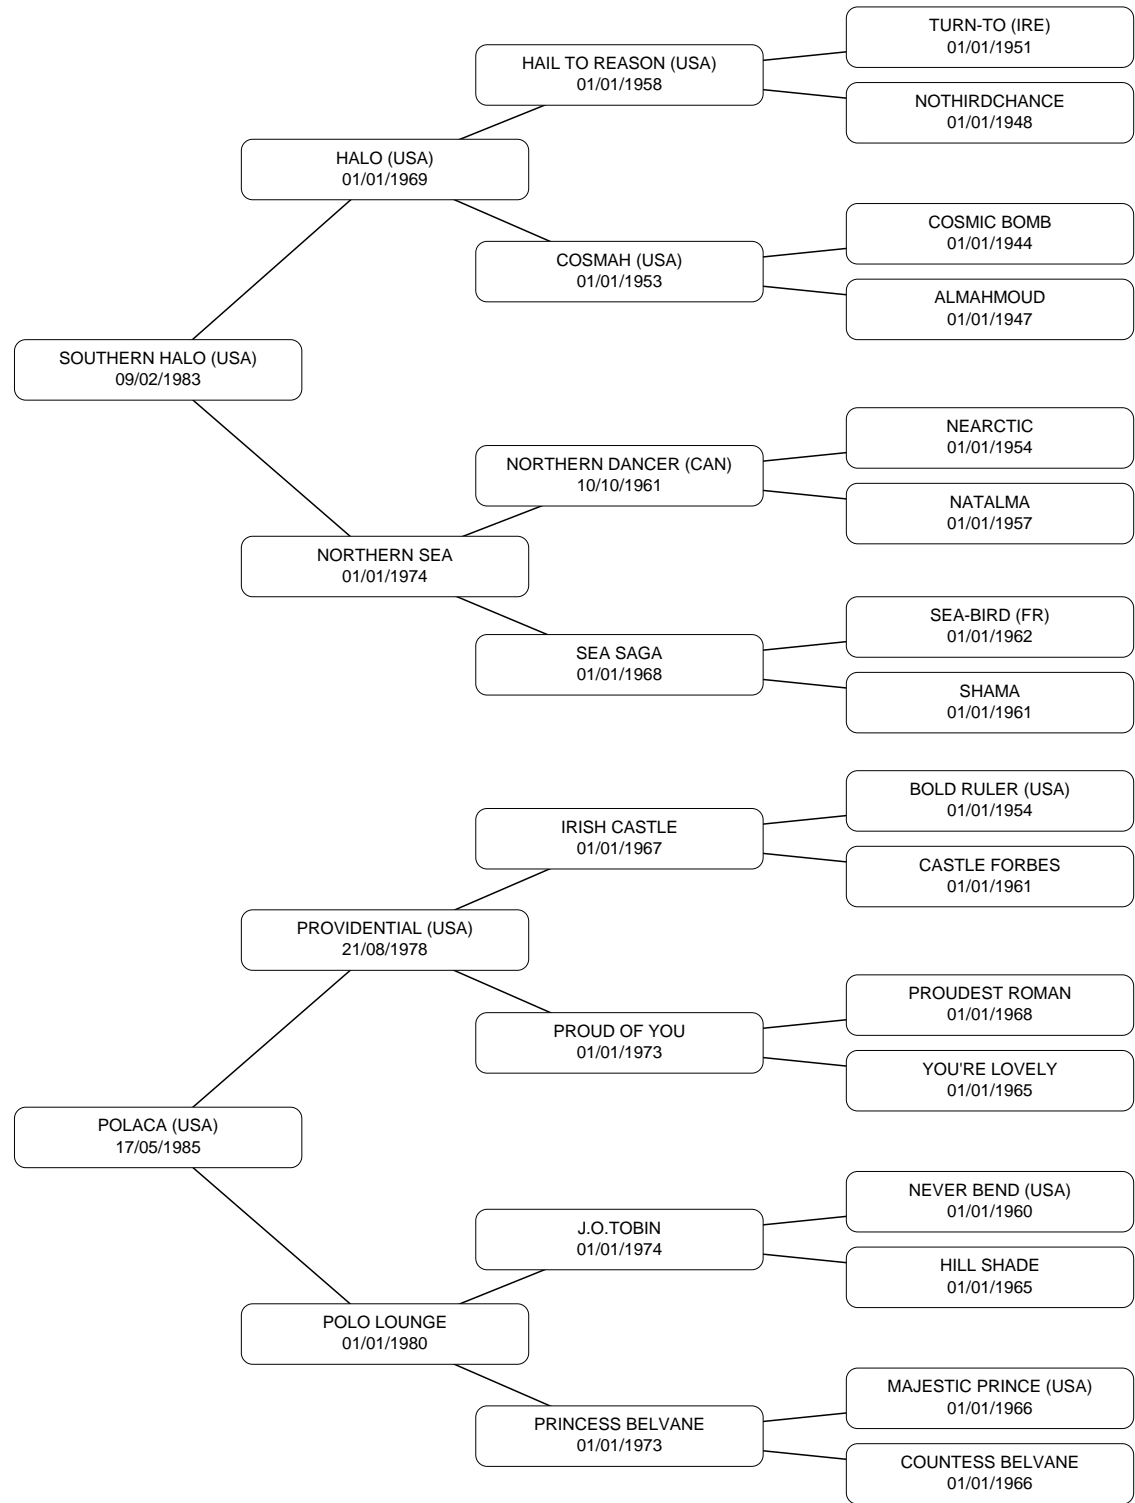 TURN-TO (IRE)
01/01/1951
HAIL TO REASON (USA)
01/01/1958
NOTHIRDCHANCE
01/01/1948
HALO (USA)
01/01/1969
COSMIC BOMB
01/01/1944
COSMAH (USA)
01/01/1953
ALMAHMOUD
01/01/1947
SOUTHERN HALO (USA)
09/02/1983
NEARCTIC
01/01/1954
NORTHERN DANCER (CAN)
10/10/1961
NATALMA
01/01/1957
NORTHERN SEA
01/01/1974
SEA-BIRD (FR)
01/01/1962
SEA SAGA
01/01/1968
SHAMA
01/01/1961
BOLD RULER (USA)
01/01/1954
IRISH CASTLE
01/01/1967
CASTLE FORBES
01/01/1961
PROVIDENTIAL (USA)
21/08/1978
PROUDEST ROMAN
01/01/1968
PROUD OF YOU
01/01/1973
YOU'RE LOVELY
01/01/1965
POLACA (USA)
17/05/1985
NEVER BEND (USA)
01/01/1960
J.O.TOBIN
01/01/1974
HILL SHADE
01/01/1965
POLO LOUNGE
01/01/1980
MAJESTIC PRINCE (USA)
01/01/1966
PRINCESS BELVANE
01/01/1973
COUNTESS BELVANE
01/01/1966